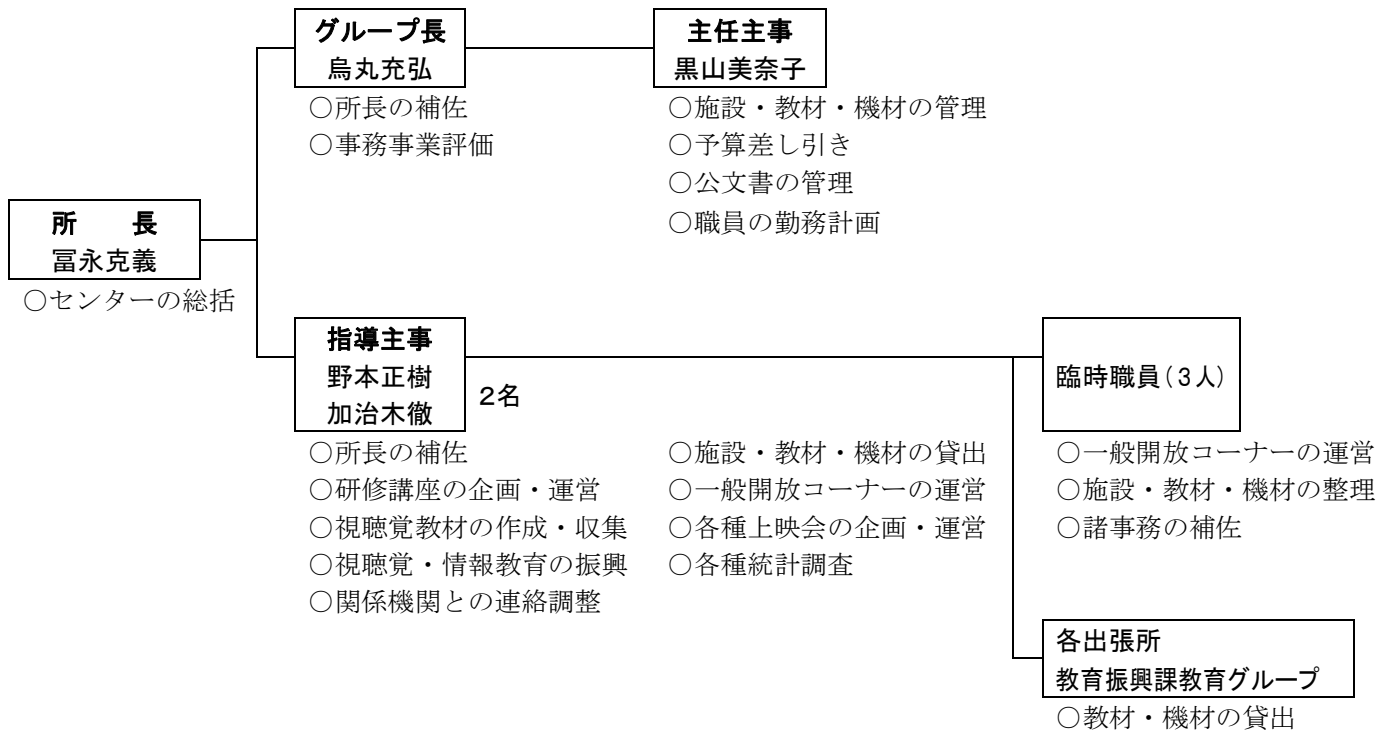 グループ長
烏丸充弘
○所長の補佐
○事務事業評価
主任主事
黒山美奈子
○施設・教材・機材の管理
○予算差し引き
○公文書の管理
○職員の勤務計画
所　　長
冨永克義
○センターの総括
指導主事
野本正樹
加治木徹
2名
○所長の補佐
○研修講座の企画・運営
○視聴覚教材の作成・収集
○視聴覚・情報教育の振興
○関係機関との連絡調整
○施設・教材・機材の貸出
○一般開放コーナーの運営
○各種上映会の企画・運営
○各種統計調査
臨時職員(3人)
○一般開放コーナーの運営
○施設・教材・機材の整理
○諸事務の補佐
各出張所
教育振興課教育グループ
○教材・機材の貸出